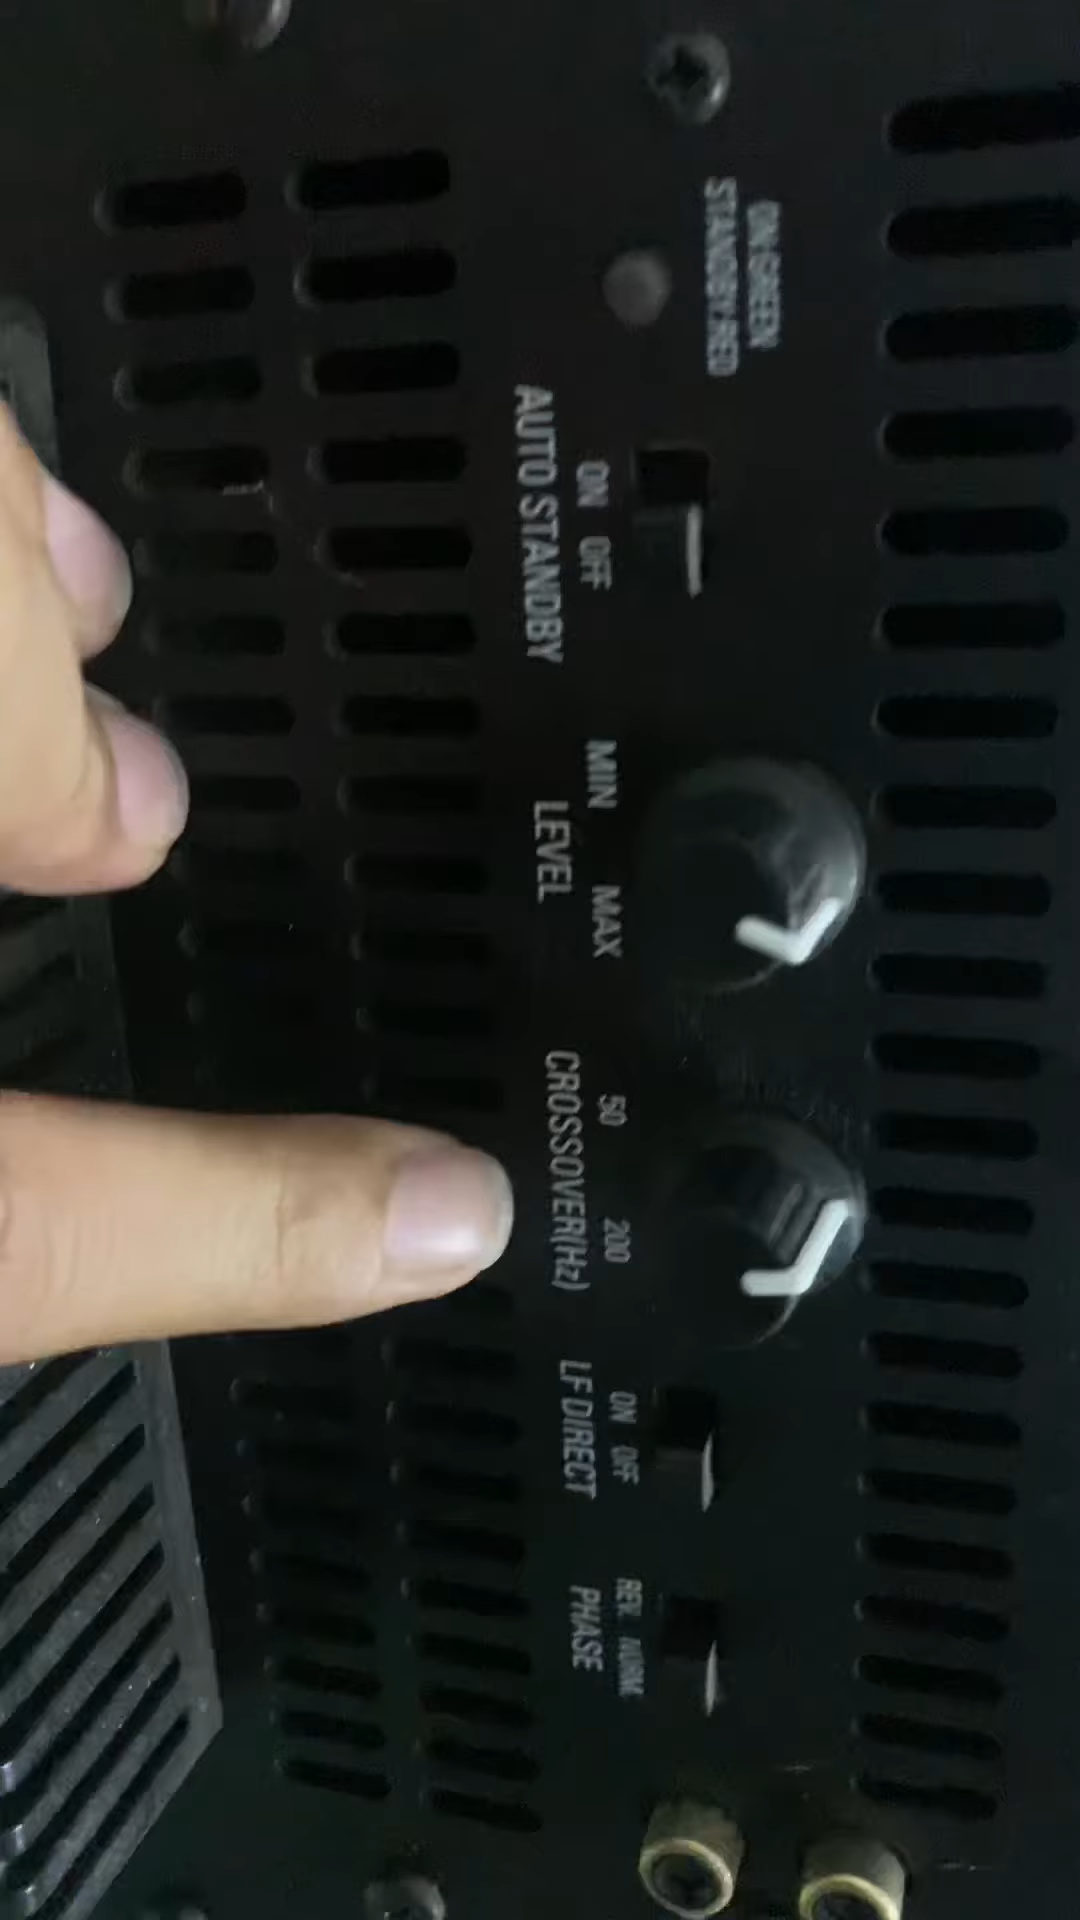 ON:GREEN
STANDBY:RED
ON OFF
AUTO STANDBY
MIN MAX
LEVEL
50 200
CROSSOVER(Hz)
ON OFF
LF DIRECT
REV. NORM
PHASE